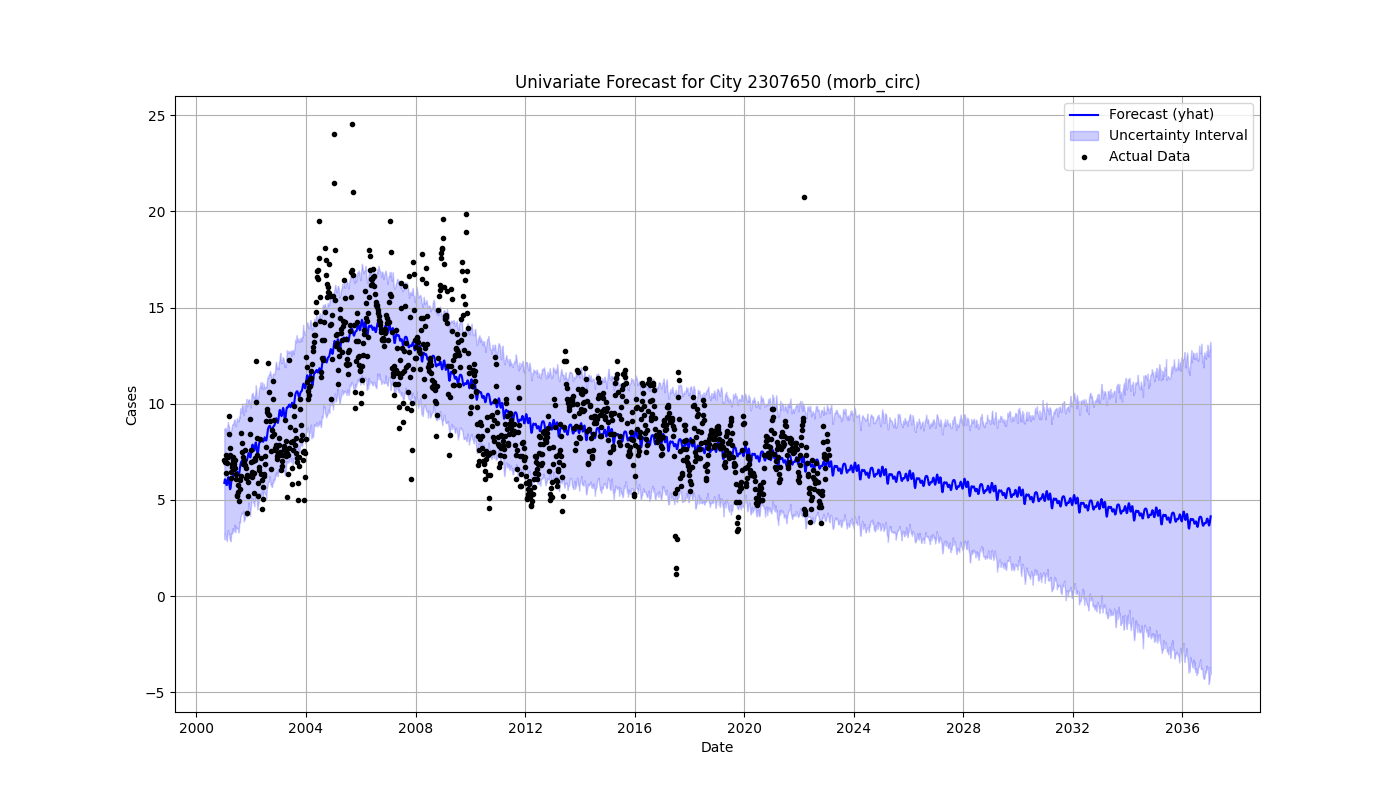 Univariate Forecast for City 2307650 (morb_circ)
Forecast (yhat)
Uncertainty Interval
Actual Data
Cases
25
20
15
10
5
0
−5
2000 2004 2008 2012 2016 2020 2024 2028 2032 2036
Date